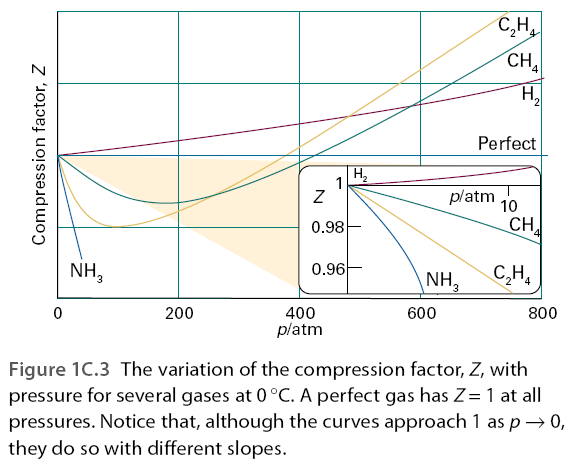 C₂H₄
CH₄
H₂
Compression factor, Z
Perfect
H₂
Z
1
p/atm 10
0.98
CH₄
0.96
NH₃
C₂H₄
NH₃
0 200 400 600 800
p/atm
Figure 1C.3 The variation of the compression factor, Z, with
pressure for several gases at 0 °C. A perfect gas has Z = 1 at all
pressures. Notice that, although the curves approach 1 as p → 0,
they do so with different slopes.